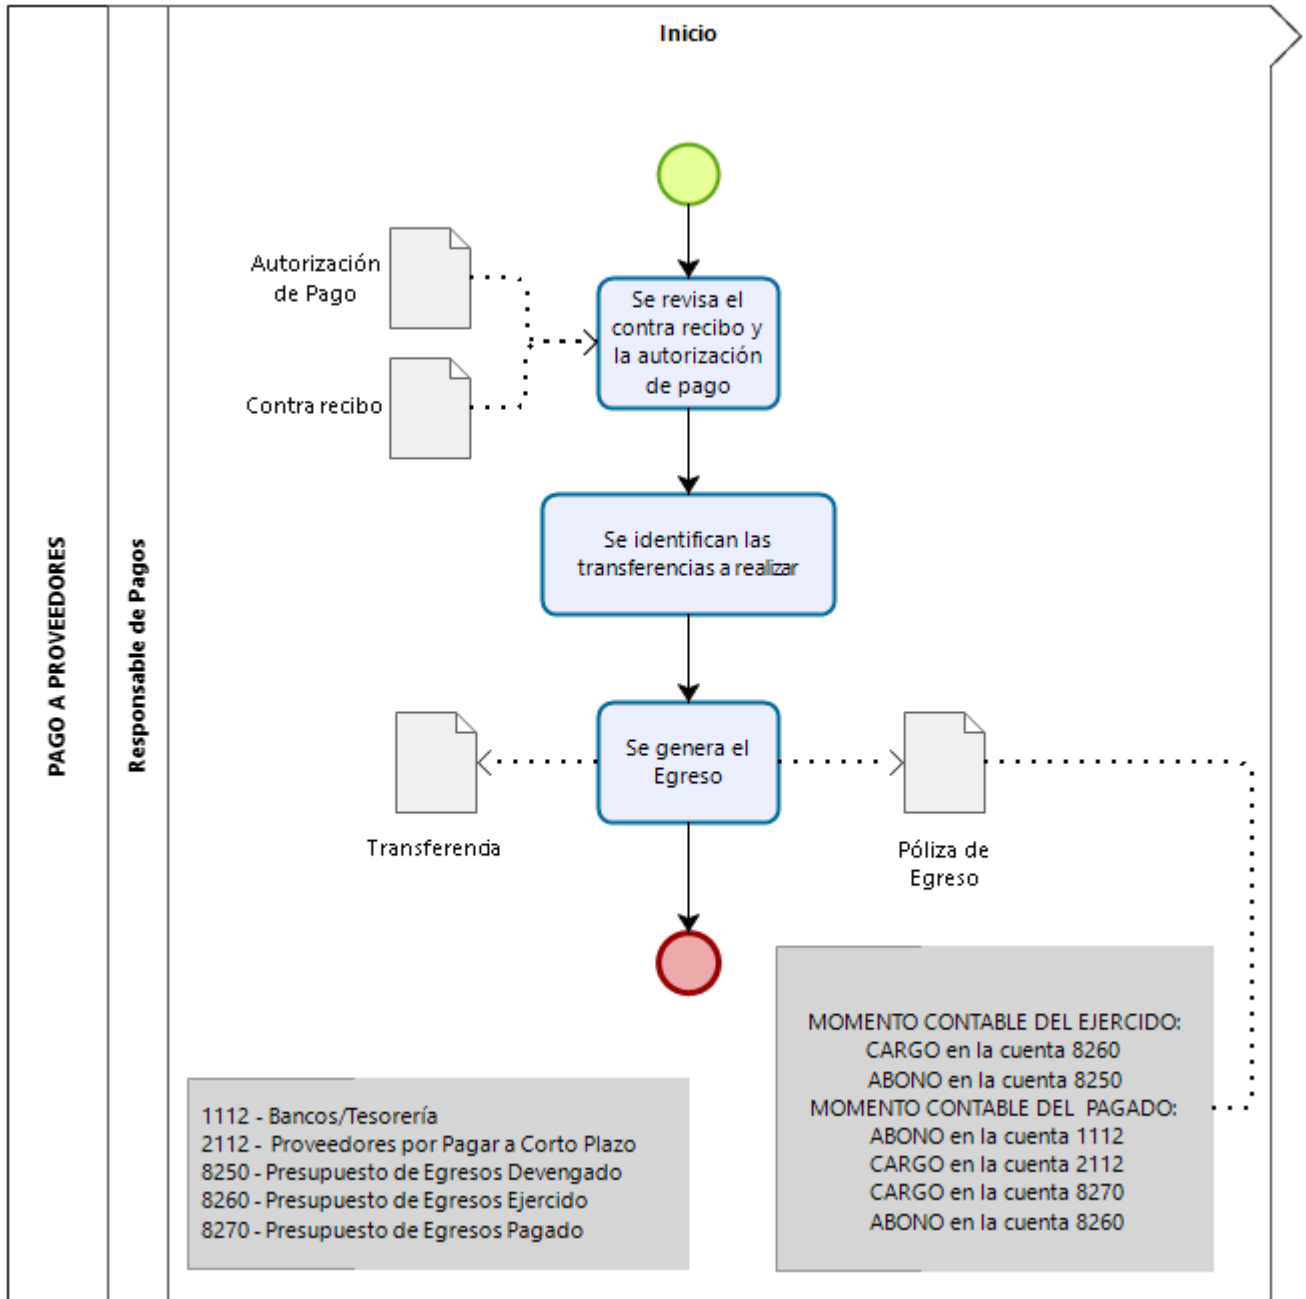 Inicio
PAGO A PROVEEDORES
Responsable de Pagos
Autorización
de Pago
Contra recibo
Se revisa el
contra recibo y
la autorización
de pago
Se identifican las
transferencias a realizar
Se genera el
Egreso
Transferencia
Póliza de
Egreso
MOMENTO CONTABLE DEL EJERCIDO:
CARGO en la cuenta 8260
ABONO en la cuenta 8250
MOMENTO CONTABLE DEL PAGADO:
ABONO en la cuenta 1112
CARGO en la cuenta 2112
CARGO en la cuenta 8270
ABONO en la cuenta 8260
1112 - Bancos/Tesorería
2112 - Proveedores por Pagar a Corto Plazo
8250 - Presupuesto de Egresos Devengado
8260 - Presupuesto de Egresos Ejercido
8270 - Presupuesto de Egresos Pagado